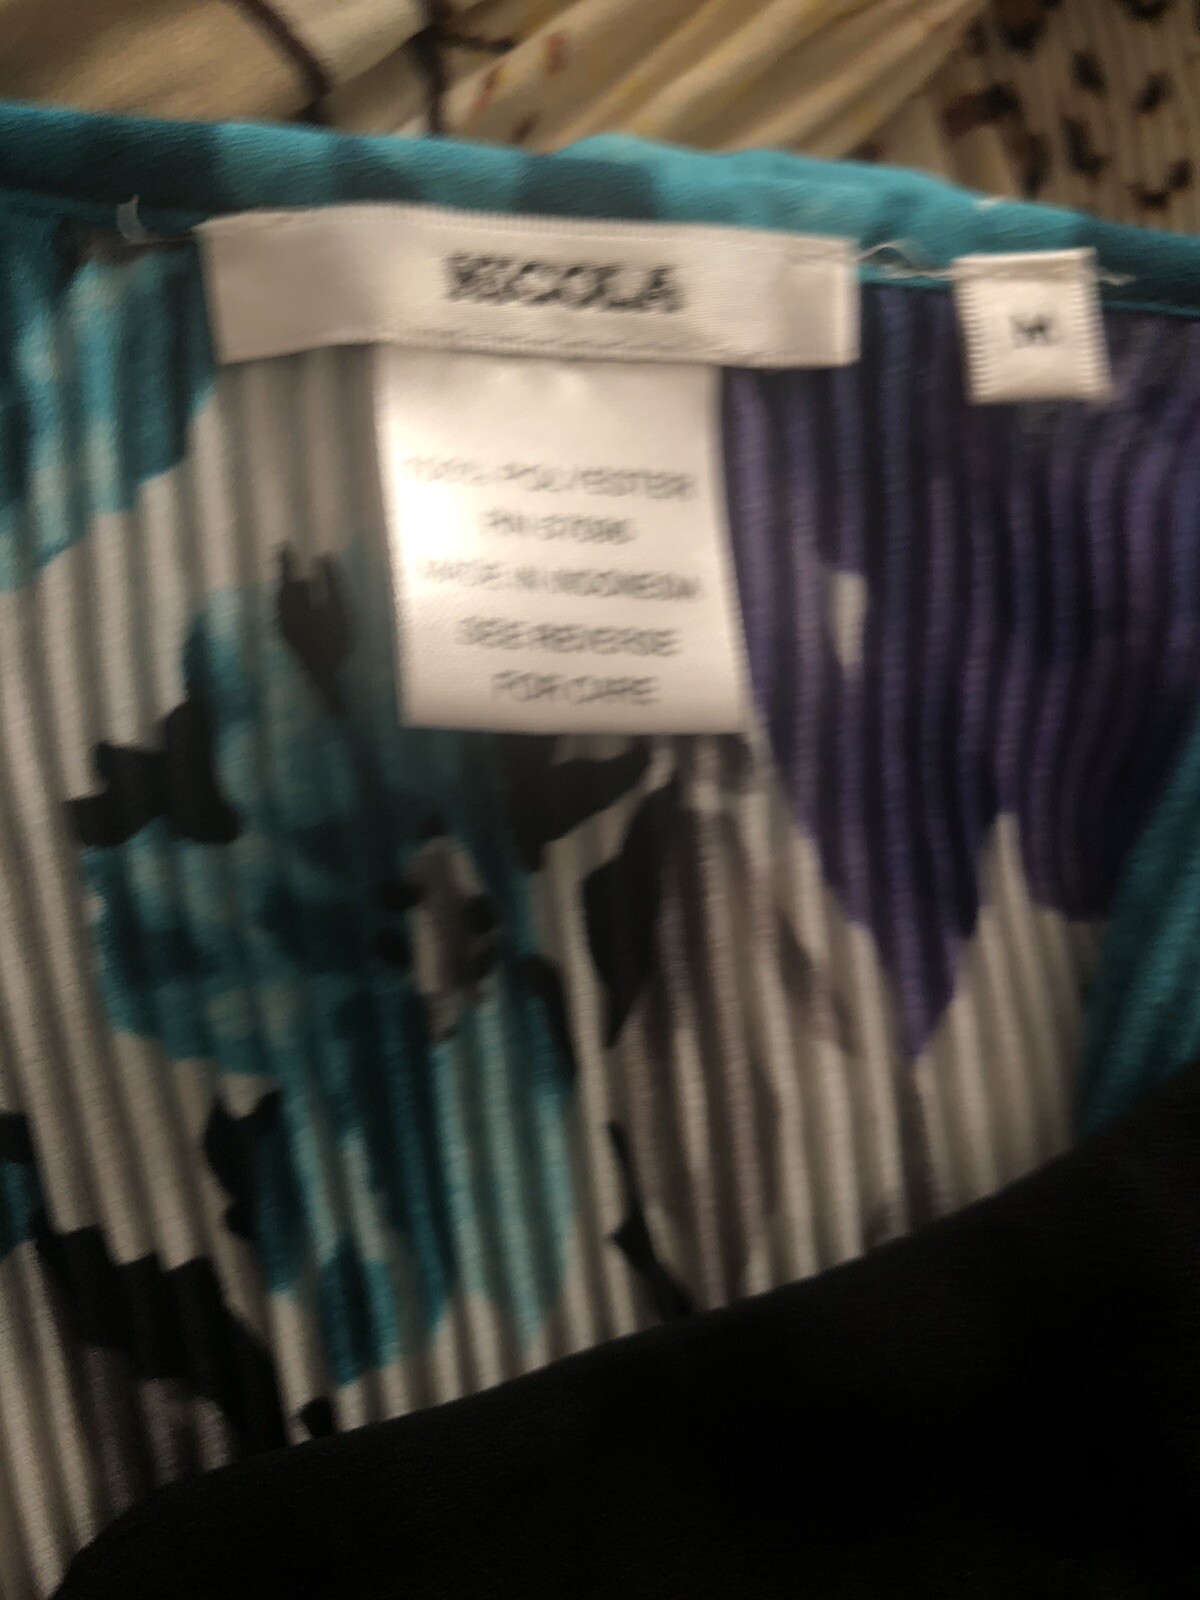 M
100% POLYESTER
MADE IN INDONESIA
SEE REVERSE
FOR CARE